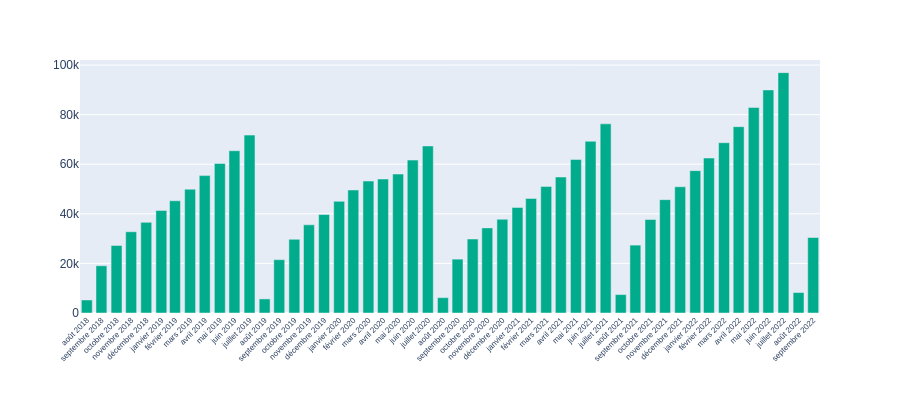 100k
80k
60k
40k
20k
0
août 2018
septembre 2018
octobre 2018
novembre 2018
décembre 2018
janvier 2019
février 2019
mars 2019
avril 2019
mai 2019
juin 2019
juillet 2019
août 2019
septembre 2019
octobre 2019
novembre 2019
décembre 2019
janvier 2020
février 2020
mars 2020
avril 2020
mai 2020
juin 2020
juillet 2020
août 2020
septembre 2020
octobre 2020
novembre 2020
décembre 2020
janvier 2021
février 2021
mars 2021
avril 2021
mai 2021
juin 2021
juillet 2021
août 2021
septembre 2021
octobre 2021
novembre 2021
décembre 2021
janvier 2022
février 2022
mars 2022
avril 2022
mai 2022
juin 2022
juillet 2022
août 2022
septembre 2022